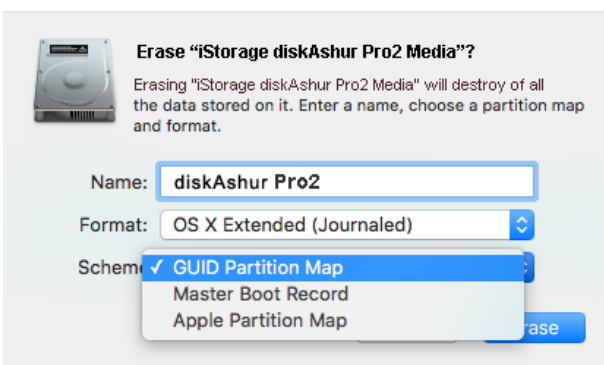 Erase “iStorage diskAshur Pro2 Media”?
Erasing "iStorage diskAshur Pro2 Media" will destroy of all
the data stored on it. Enter a name, choose a partition map
and format.
Name: diskAshur Pro2
Format: OS X Extended (Journaled)
Scheme ✓ GUID Partition Map
Master Boot Record
Apple Partition Map
rase